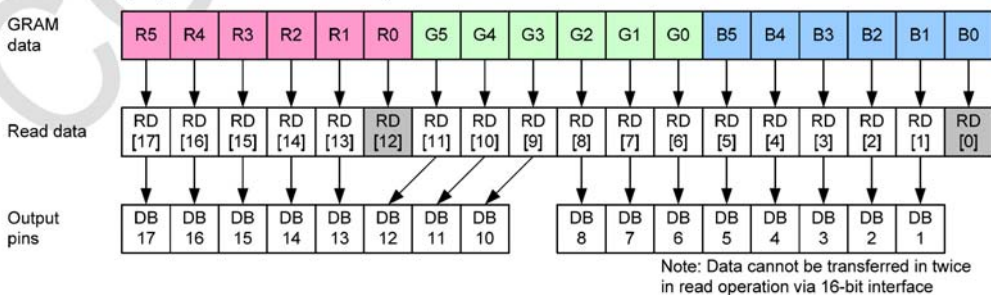 GRAM data R5 R4 R3 R2 R1 R0 G5 G4 G3 G2 G1 G0 B5 B4 B3 B2 B1 B0
Read data RD [17] RD [16] RD [15] RD [14] RD [13] RD [12] RD [11] RD [10] RD [9] RD [8] RD [7] RD [6] RD [5] RD [4] RD [3] RD [2] RD [1] RD [0]
Output pins DB 17 DB 16 DB 15 DB 14 DB 13 DB 12 DB 11 DB 10 DB 8 DB 7 DB 6 DB 5 DB 4 DB 3 DB 2 DB 1
Note: Data cannot be transferred in twice
in read operation via 16-bit interface